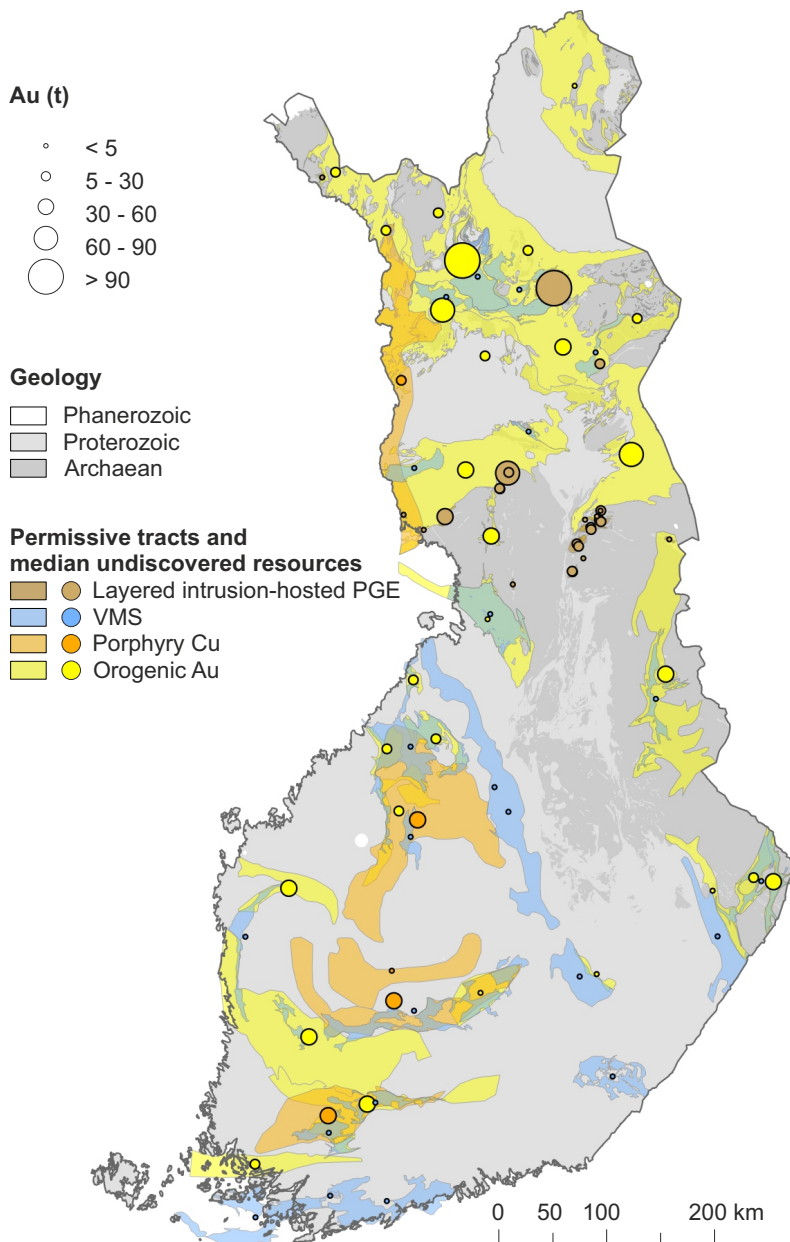 Au (t)
< 5
5 - 30
30 - 60
60 - 90
> 90
Geology
Phanerozoic
Proterozoic
Archaean
Permissive tracts and
median undiscovered resources
Layered intrusion-hosted PGE
VMS
Porphyry Cu
Orogenic Au
0 50 100 200 km